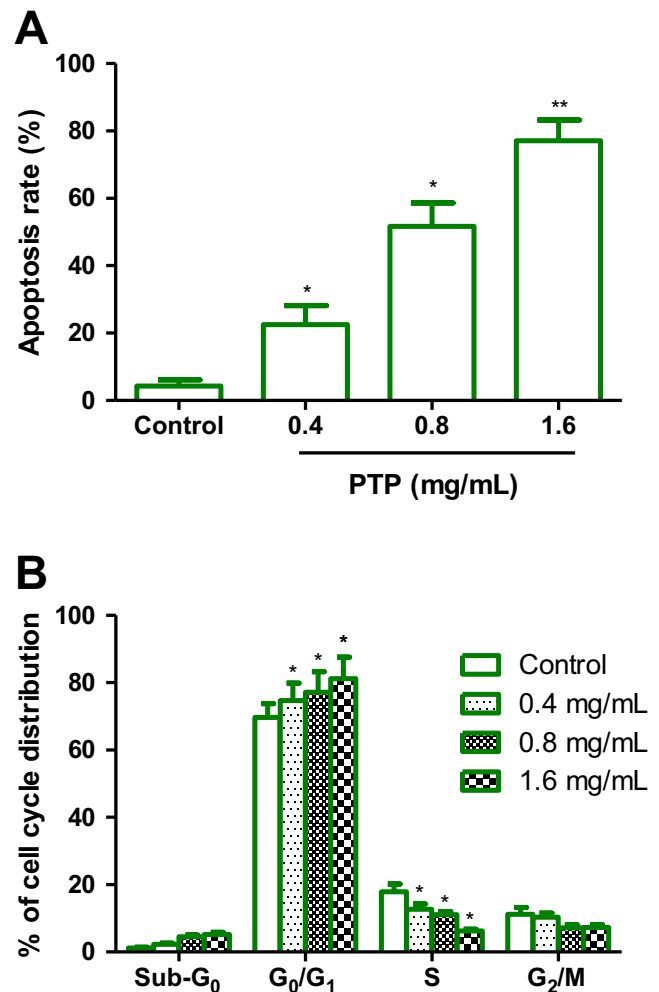 A
Apoptosis rate (%)
100
80
60
40
20
0
*
*
**
Control 0.4 0.8 1.6
PTP (mg/mL)
B
% of cell cycle distribution
100
80
60
40
20
0
* * *
* * *
Control
0.4 mg/mL
0.8 mg/mL
1.6 mg/mL
Sub-G₀ G₀/G₁ S G₂/M